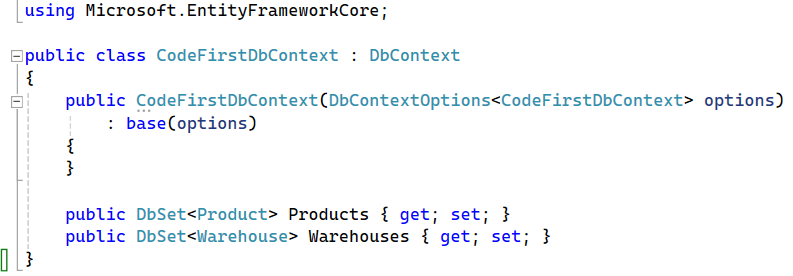 using Microsoft.EntityFrameworkCore;
public class CodeFirstDbContext : DbContext
{
public CodeFirstDbContext(DbContextOptions<CodeFirstDbContext> options)
: base(options)
{
}
public DbSet<Product> Products { get; set; }
public DbSet<Warehouse> Warehouses { get; set; }
}